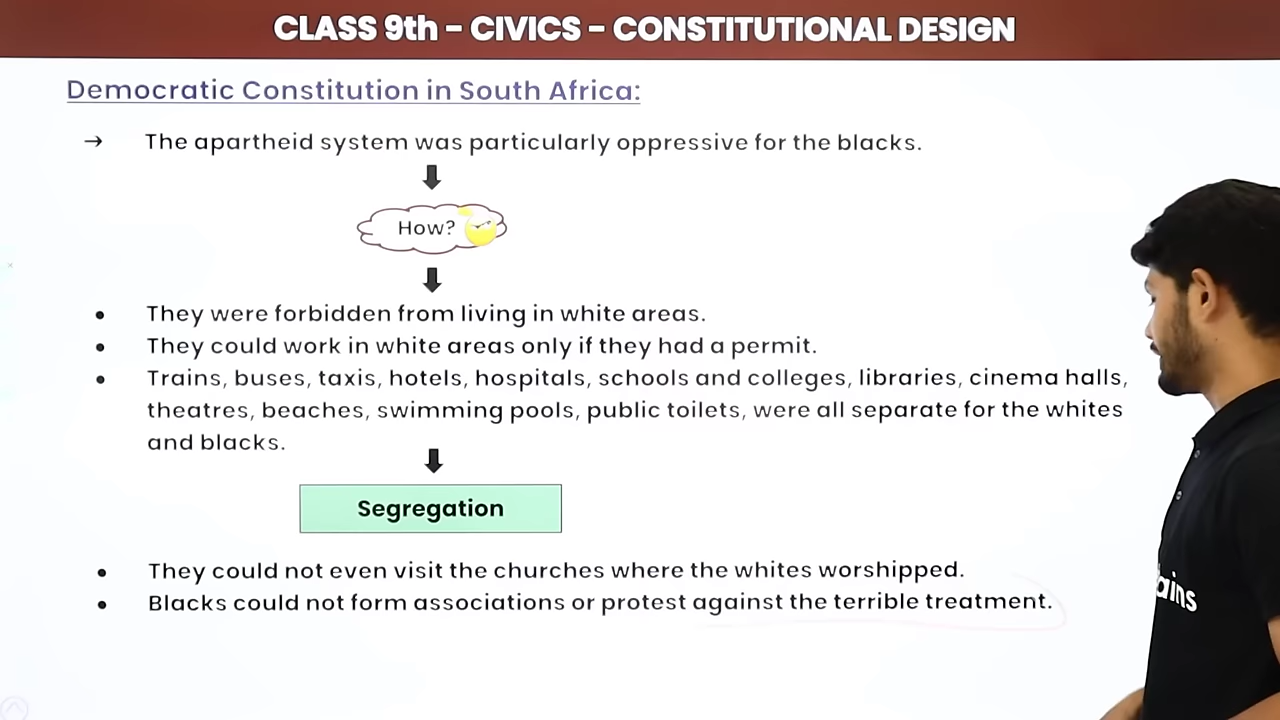 CLASS 9th - CIVICS - CONSTITUTIONAL DESIGN
Democratic Constitution in South Africa:
→ The apartheid system was particularly oppressive for the blacks.
How?
• They were forbidden from living in white areas.
• They could work in white areas only if they had a permit.
• Trains, buses, taxis, hotels, hospitals, schools and colleges, libraries, cinema halls,
theatres, beaches, swimming pools, public toilets, were all separate for the whites
and blacks.
Segregation
• They could not even visit the churches where the whites worshipped.
• Blacks could not form associations or protest against the terrible treatment.